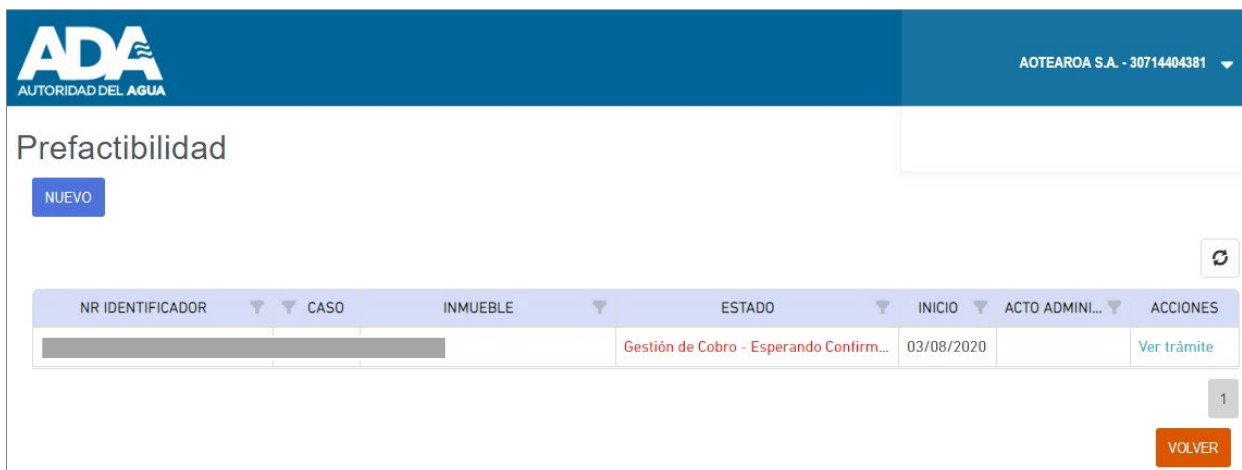 ADA
AUTORIDAD DEL AGUA
AOTEAROA S.A. - 30714404381
Prefactibilidad
NUEVO
NR IDENTIFICADOR CASO INMUEBLE ESTADO INICIO ACTO ADMINI... ACCIONES
Gestión de Cobro - Esperando Confirm... 03/08/2020 Ver trámite
1
VOLVER